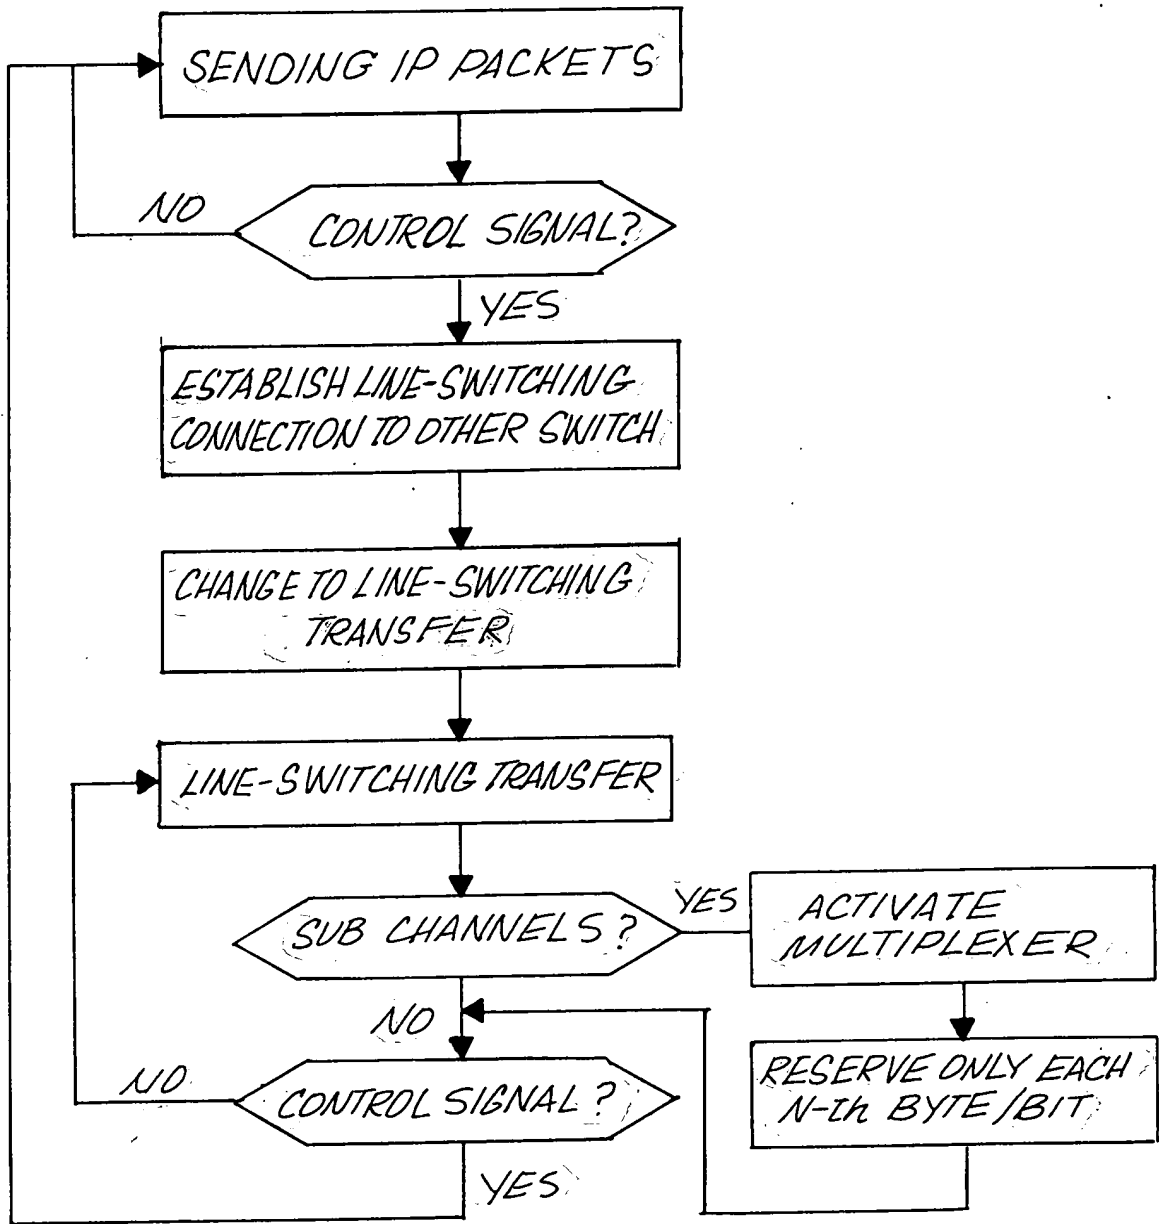 SENDING IP PACKETS
NO
CONTROL SIGNAL?
YES
ESTABLISH LINE-SWITCHING
CONNECTION TO OTHER SWITCH
CHANGE TO LINE-SWITCHING
TRANSFER
LINE-SWITCHING TRANSFER
SUB CHANNELS?
YES
ACTIVATE
MULTIPLEXER
NO
RESERVE ONLY EACH
N-th BYTE/BIT
NO
CONTROL SIGNAL?
YES